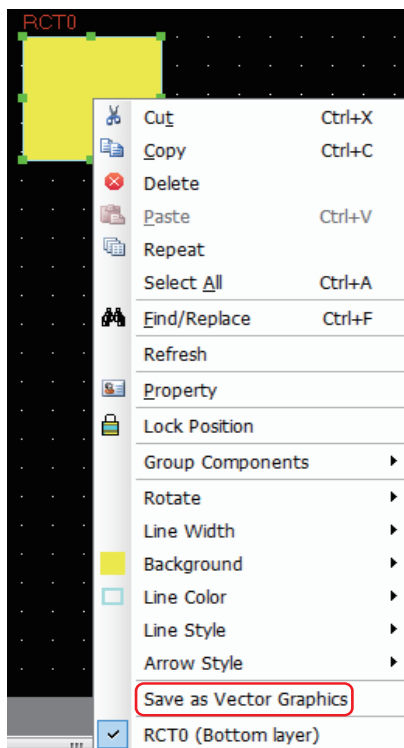 RCT0
Cut Ctrl+X
Copy Ctrl+C
Delete
Paste Ctrl+V
Repeat
Select All Ctrl+A
Find/Replace Ctrl+F
Refresh
Property
Lock Position
Group Components
Rotate
Line Width
Background
Line Color
Line Style
Arrow Style
Save as Vector Graphics
RCT0 (Bottom layer)